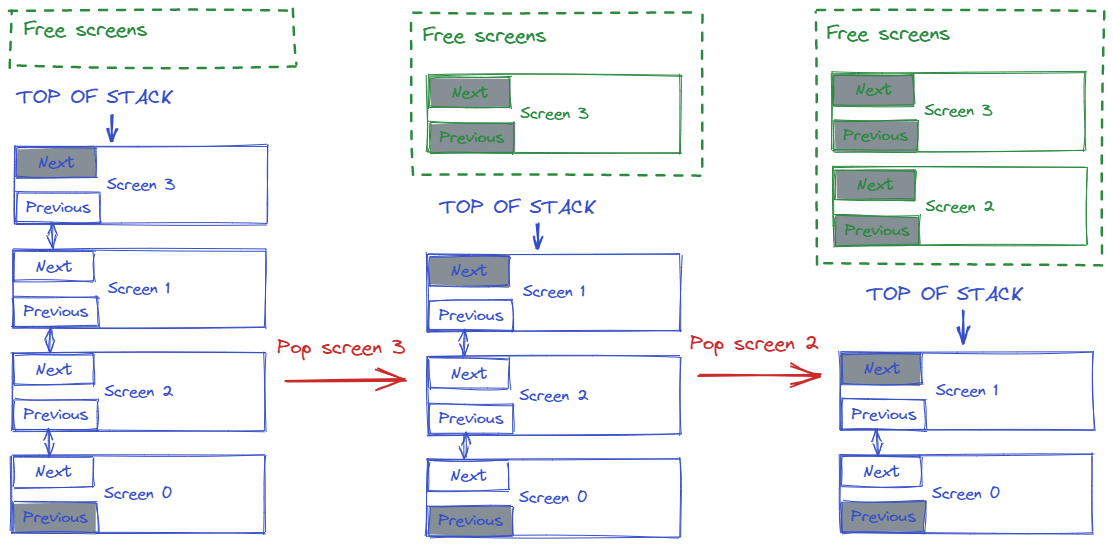 Free screens
TOP OF STACK
Next
Screen 3
Previous
Next
Screen 1
Previous
Next
Screen 2
Previous
Next
Screen 0
Previous
Pop screen 3
Free screens
Next
Screen 3
Previous
TOP OF STACK
Next
Screen 1
Previous
Next
Screen 2
Previous
Next
Screen 0
Previous
Pop screen 2
Free screens
Next
Screen 3
Previous
Next
Screen 2
Previous
TOP OF STACK
Next
Screen 1
Previous
Next
Screen 0
Previous